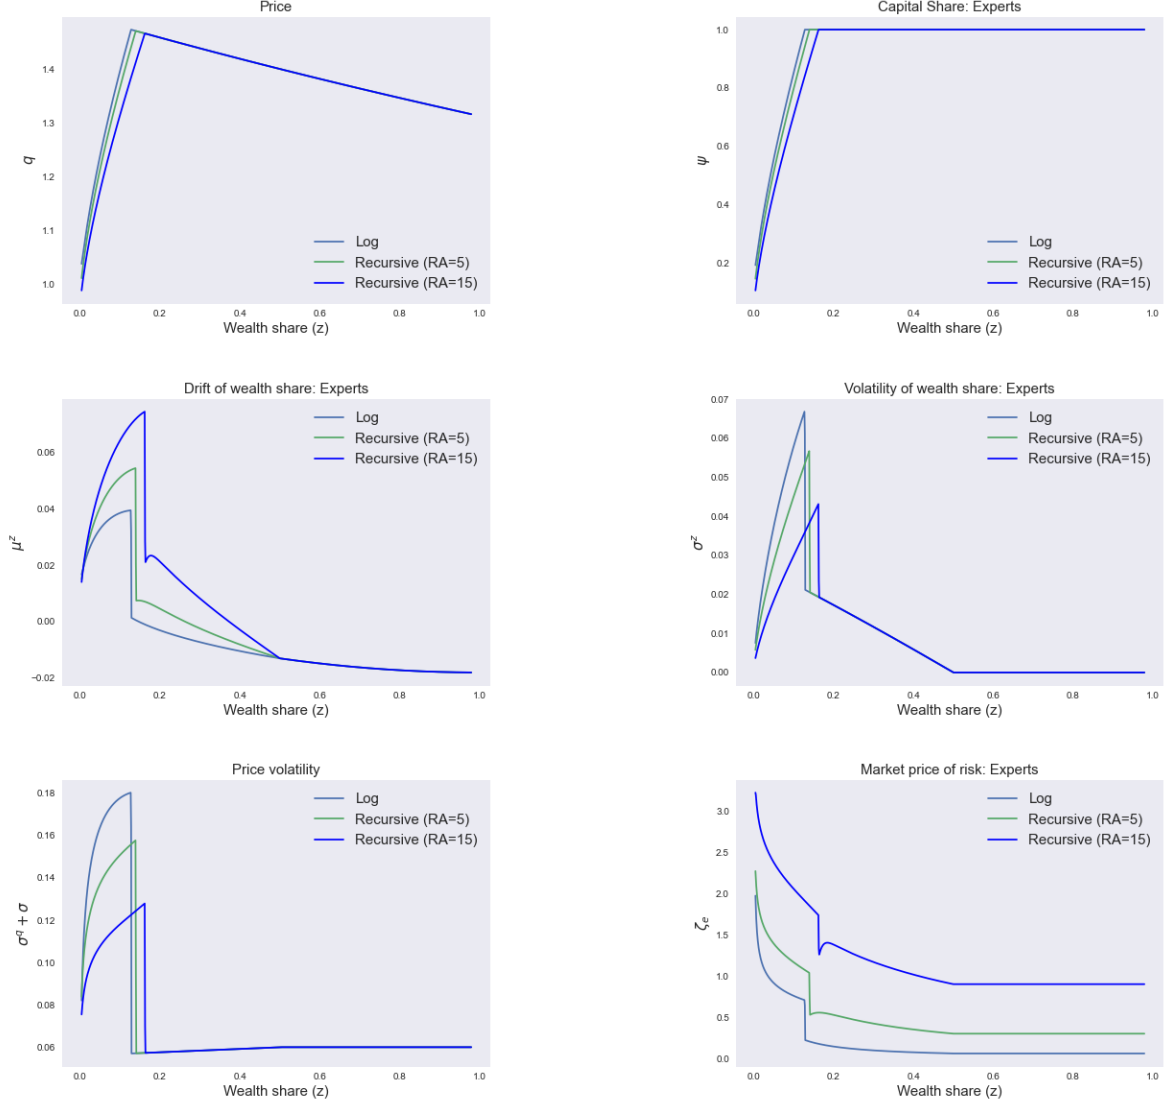 Price
1.4
1.3
1.2
1.1
1.0
q
Log
Recursive (RA=5)
Recursive (RA=15)
0.0 0.2 0.4 0.6 0.8 1.0
Wealth share (z)
Capital Share: Experts
1.0
0.8
0.6
0.4
0.2
ψ
Log
Recursive (RA=5)
Recursive (RA=15)
0.0 0.2 0.4 0.6 0.8 1.0
Wealth share (z)
Drift of wealth share: Experts
0.06
0.04
0.02
0.00
−0.02
μ^z
Log
Recursive (RA=5)
Recursive (RA=15)
0.0 0.2 0.4 0.6 0.8 1.0
Wealth share (z)
Volatility of wealth share: Experts
0.07
0.06
0.05
0.04
0.03
0.02
0.01
0.00
σ^z
Log
Recursive (RA=5)
Recursive (RA=15)
0.0 0.2 0.4 0.6 0.8 1.0
Wealth share (z)
Price volatility
0.18
0.16
0.14
0.12
0.10
0.08
0.06
σ^q + σ
Log
Recursive (RA=5)
Recursive (RA=15)
0.0 0.2 0.4 0.6 0.8 1.0
Wealth share (z)
Market price of risk: Experts
3.0
2.5
2.0
1.5
1.0
0.5
0.0
ζ_e
Log
Recursive (RA=5)
Recursive (RA=15)
0.0 0.2 0.4 0.6 0.8 1.0
Wealth share (z)